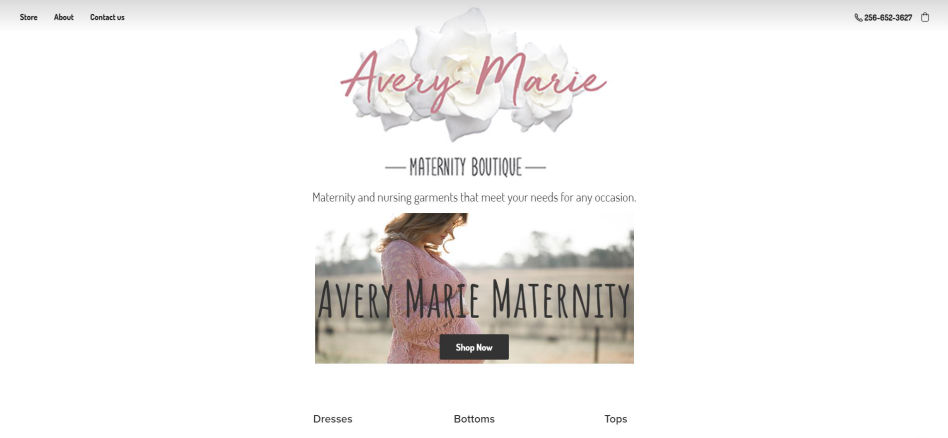 Store About Contact us 256-652-3627
Avery Marie
MATERNITY BOUTIQUE
Maternity and nursing garments that meet your needs for any occasion.
AVERY MARIE MATERNITY
Shop Now
Dresses Bottoms Tops